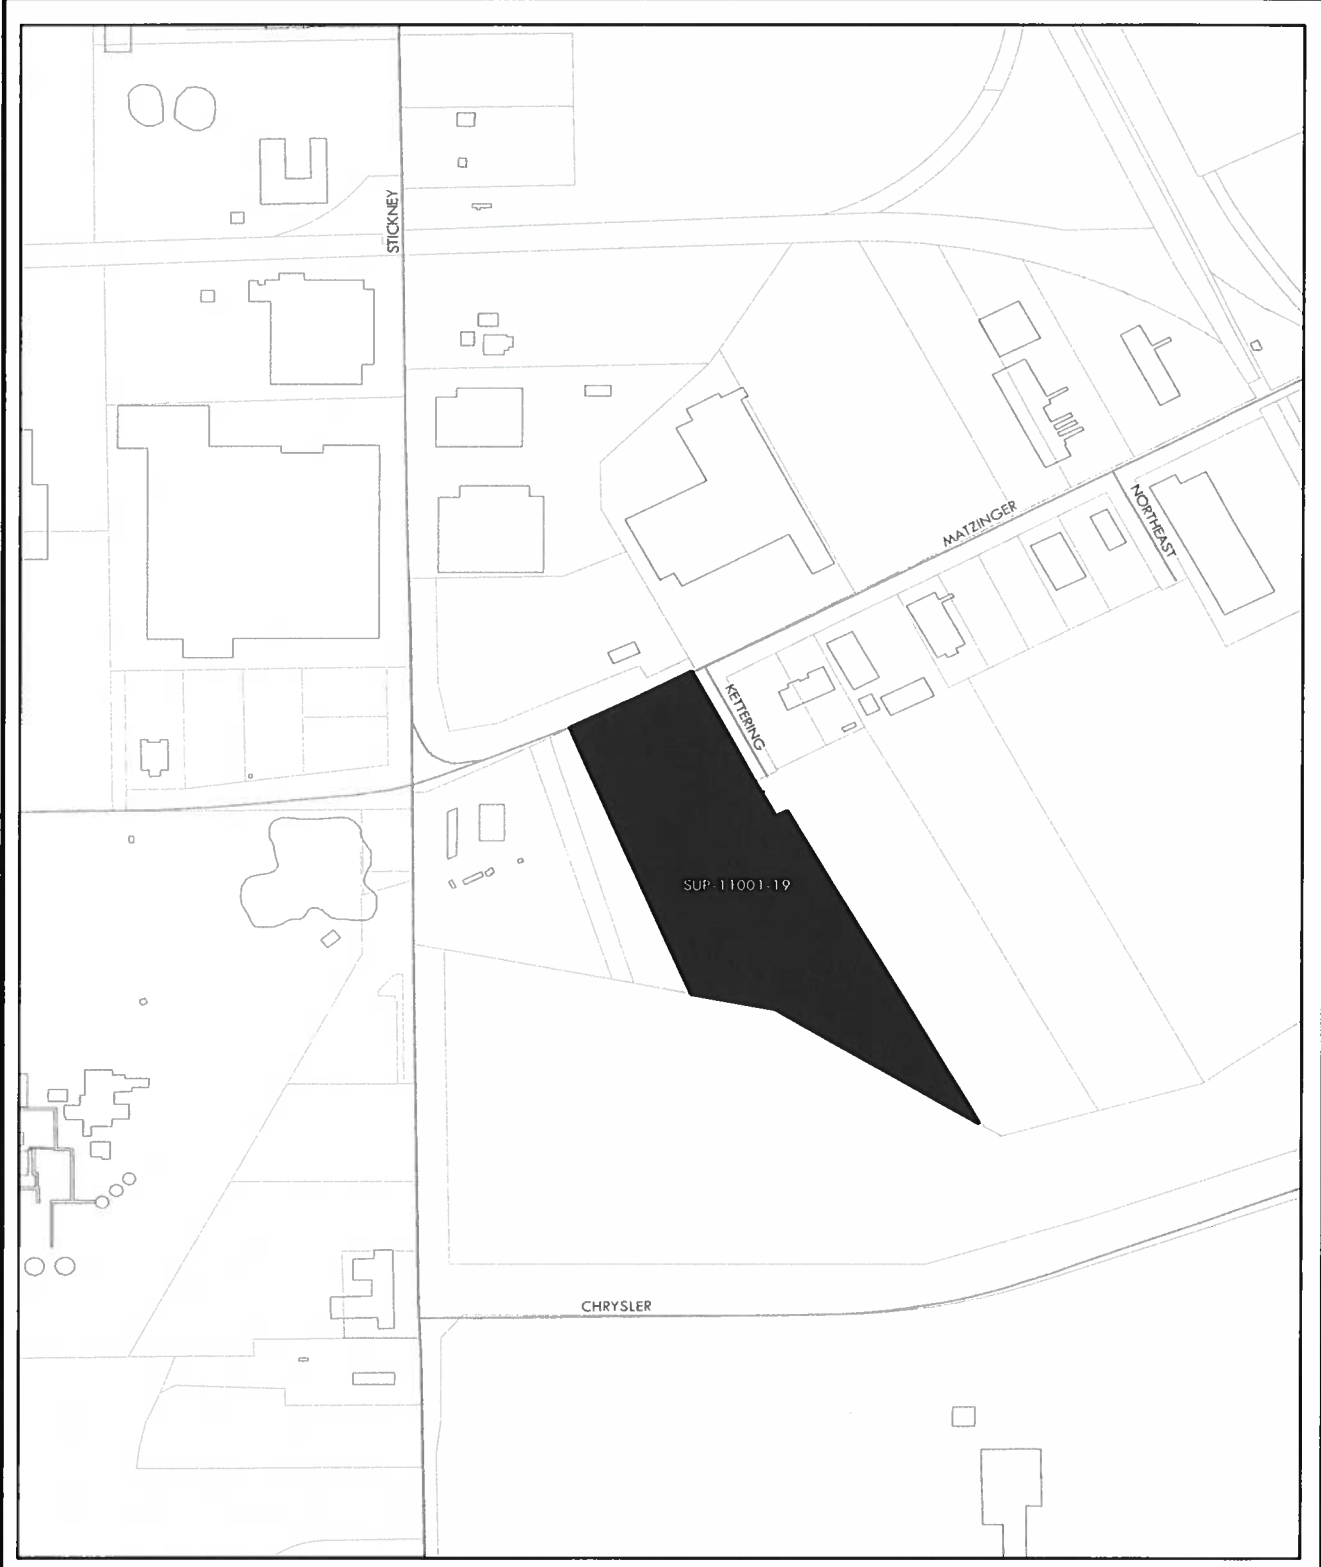 STICKNEY
MATZINGER
NORTHEAST
KETTERING
SUP-11001-19
CHRYSLER